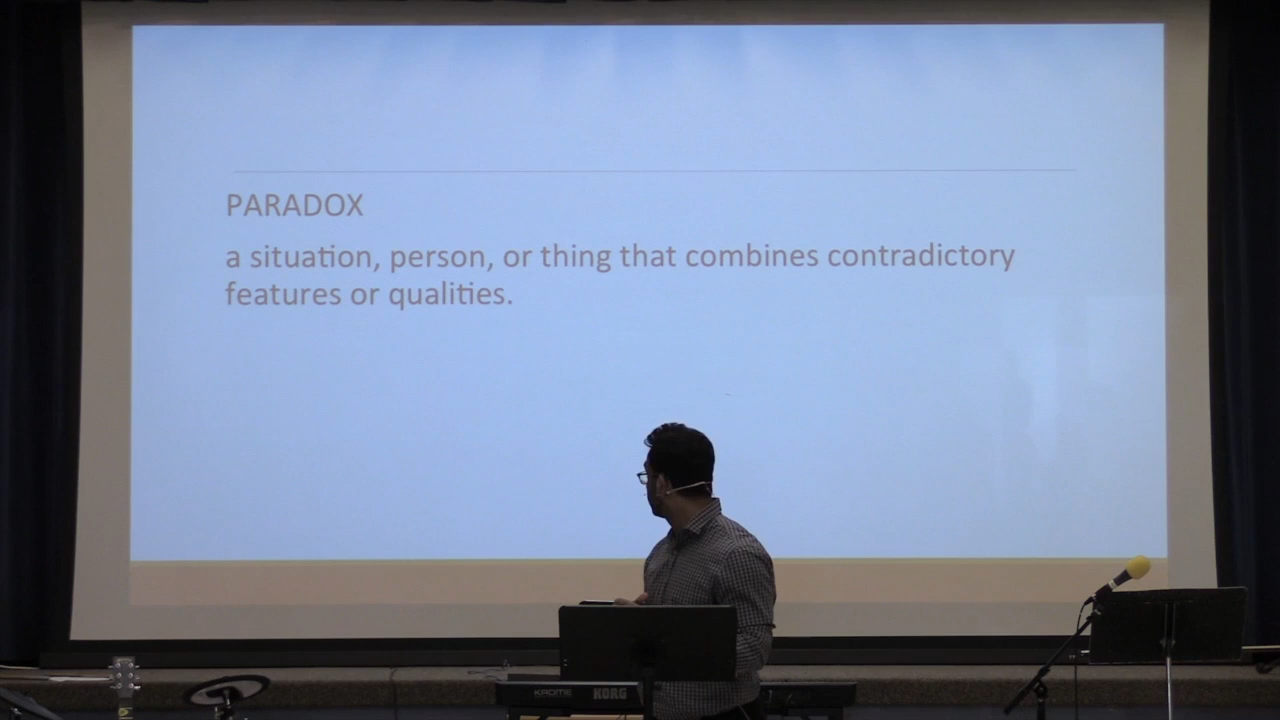 PARADOX
a situation, person, or thing that combines contradictory
features or qualities.
KROME
KORG